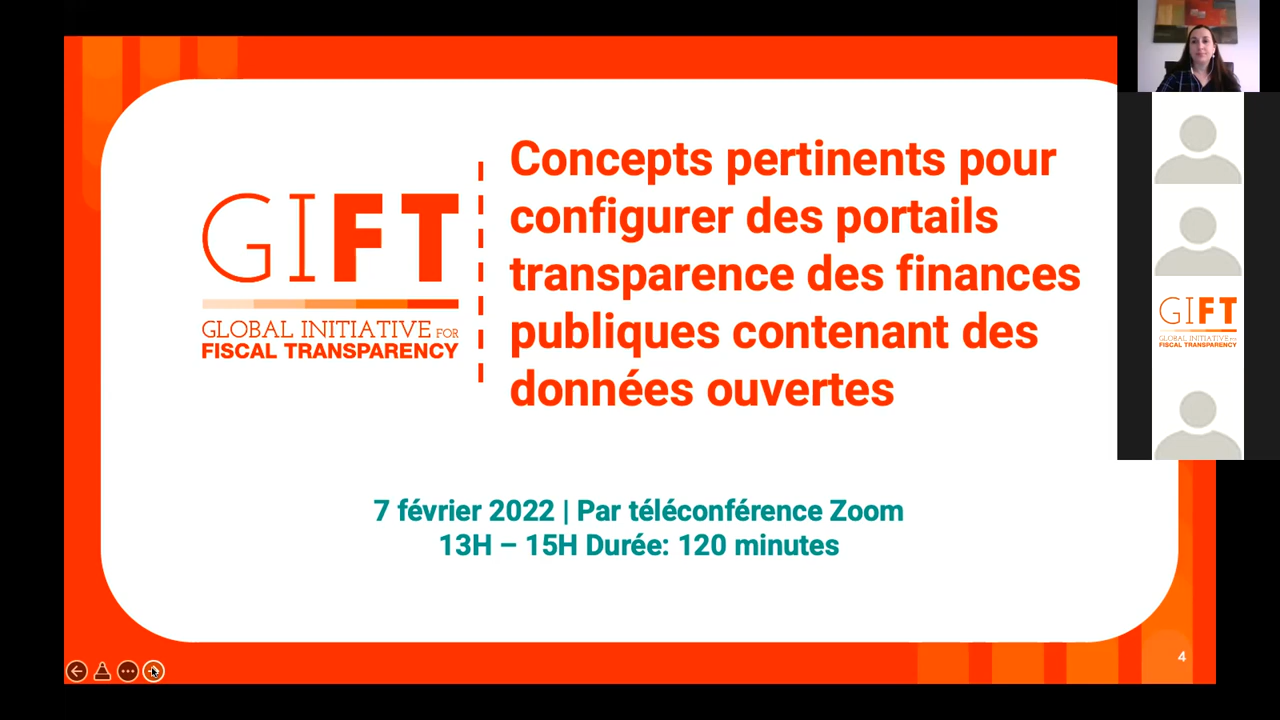 GIFT
GLOBAL INITIATIVE FOR
FISCAL TRANSPARENCY
Concepts pertinents pour
configurer des portails
transparence des finances
publiques contenant des
données ouvertes
7 février 2022 | Par téléconférence Zoom
13H – 15H Durée: 120 minutes
4
GIFT
GLOBAL INITIATIVE FOR
FISCAL TRANSPARENCY